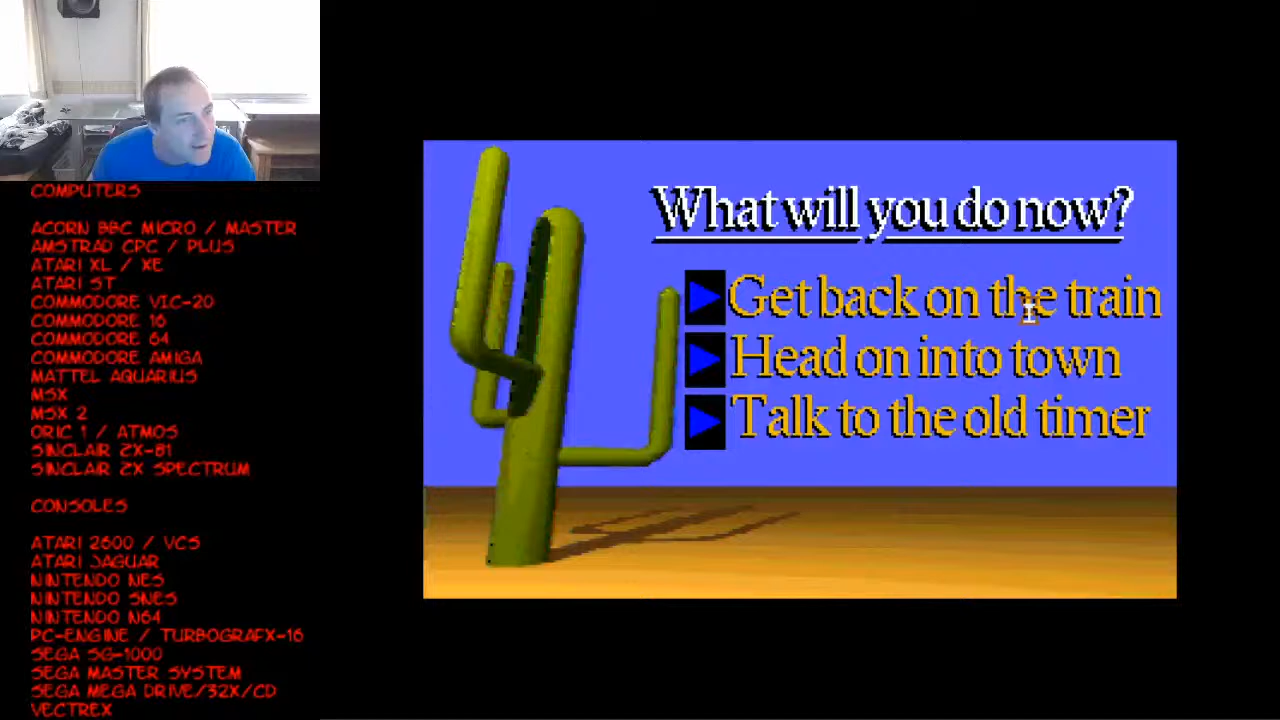 COMPUTERS
ACORN BBC MICRO / MASTER
AMSTRAD CPC / PLUS
ATARI XL / XE
ATARI ST
COMMODORE VIC-20
COMMODORE 16
COMMODORE 64
COMMODORE AMIGA
MATTEL AQUARIUS
MSX
MSX 2
ORIC 1 / ATMOS
SINCLAIR ZX-81
SINCLAIR ZX SPECTRUM
CONSOLES
ATARI 2600 / VCS
ATARI JAGUAR
NINTENDO NES
NINTENDO SNES
NINTENDO N64
PC-ENGINE / TURBOGRAFX-16
SEGA SG-1000
SEGA MASTER SYSTEM
SEGA MEGA DRIVE/32X/CD
VECTREX
What will you do now?
Get back on the train
Head on into town
Talk to the old timer